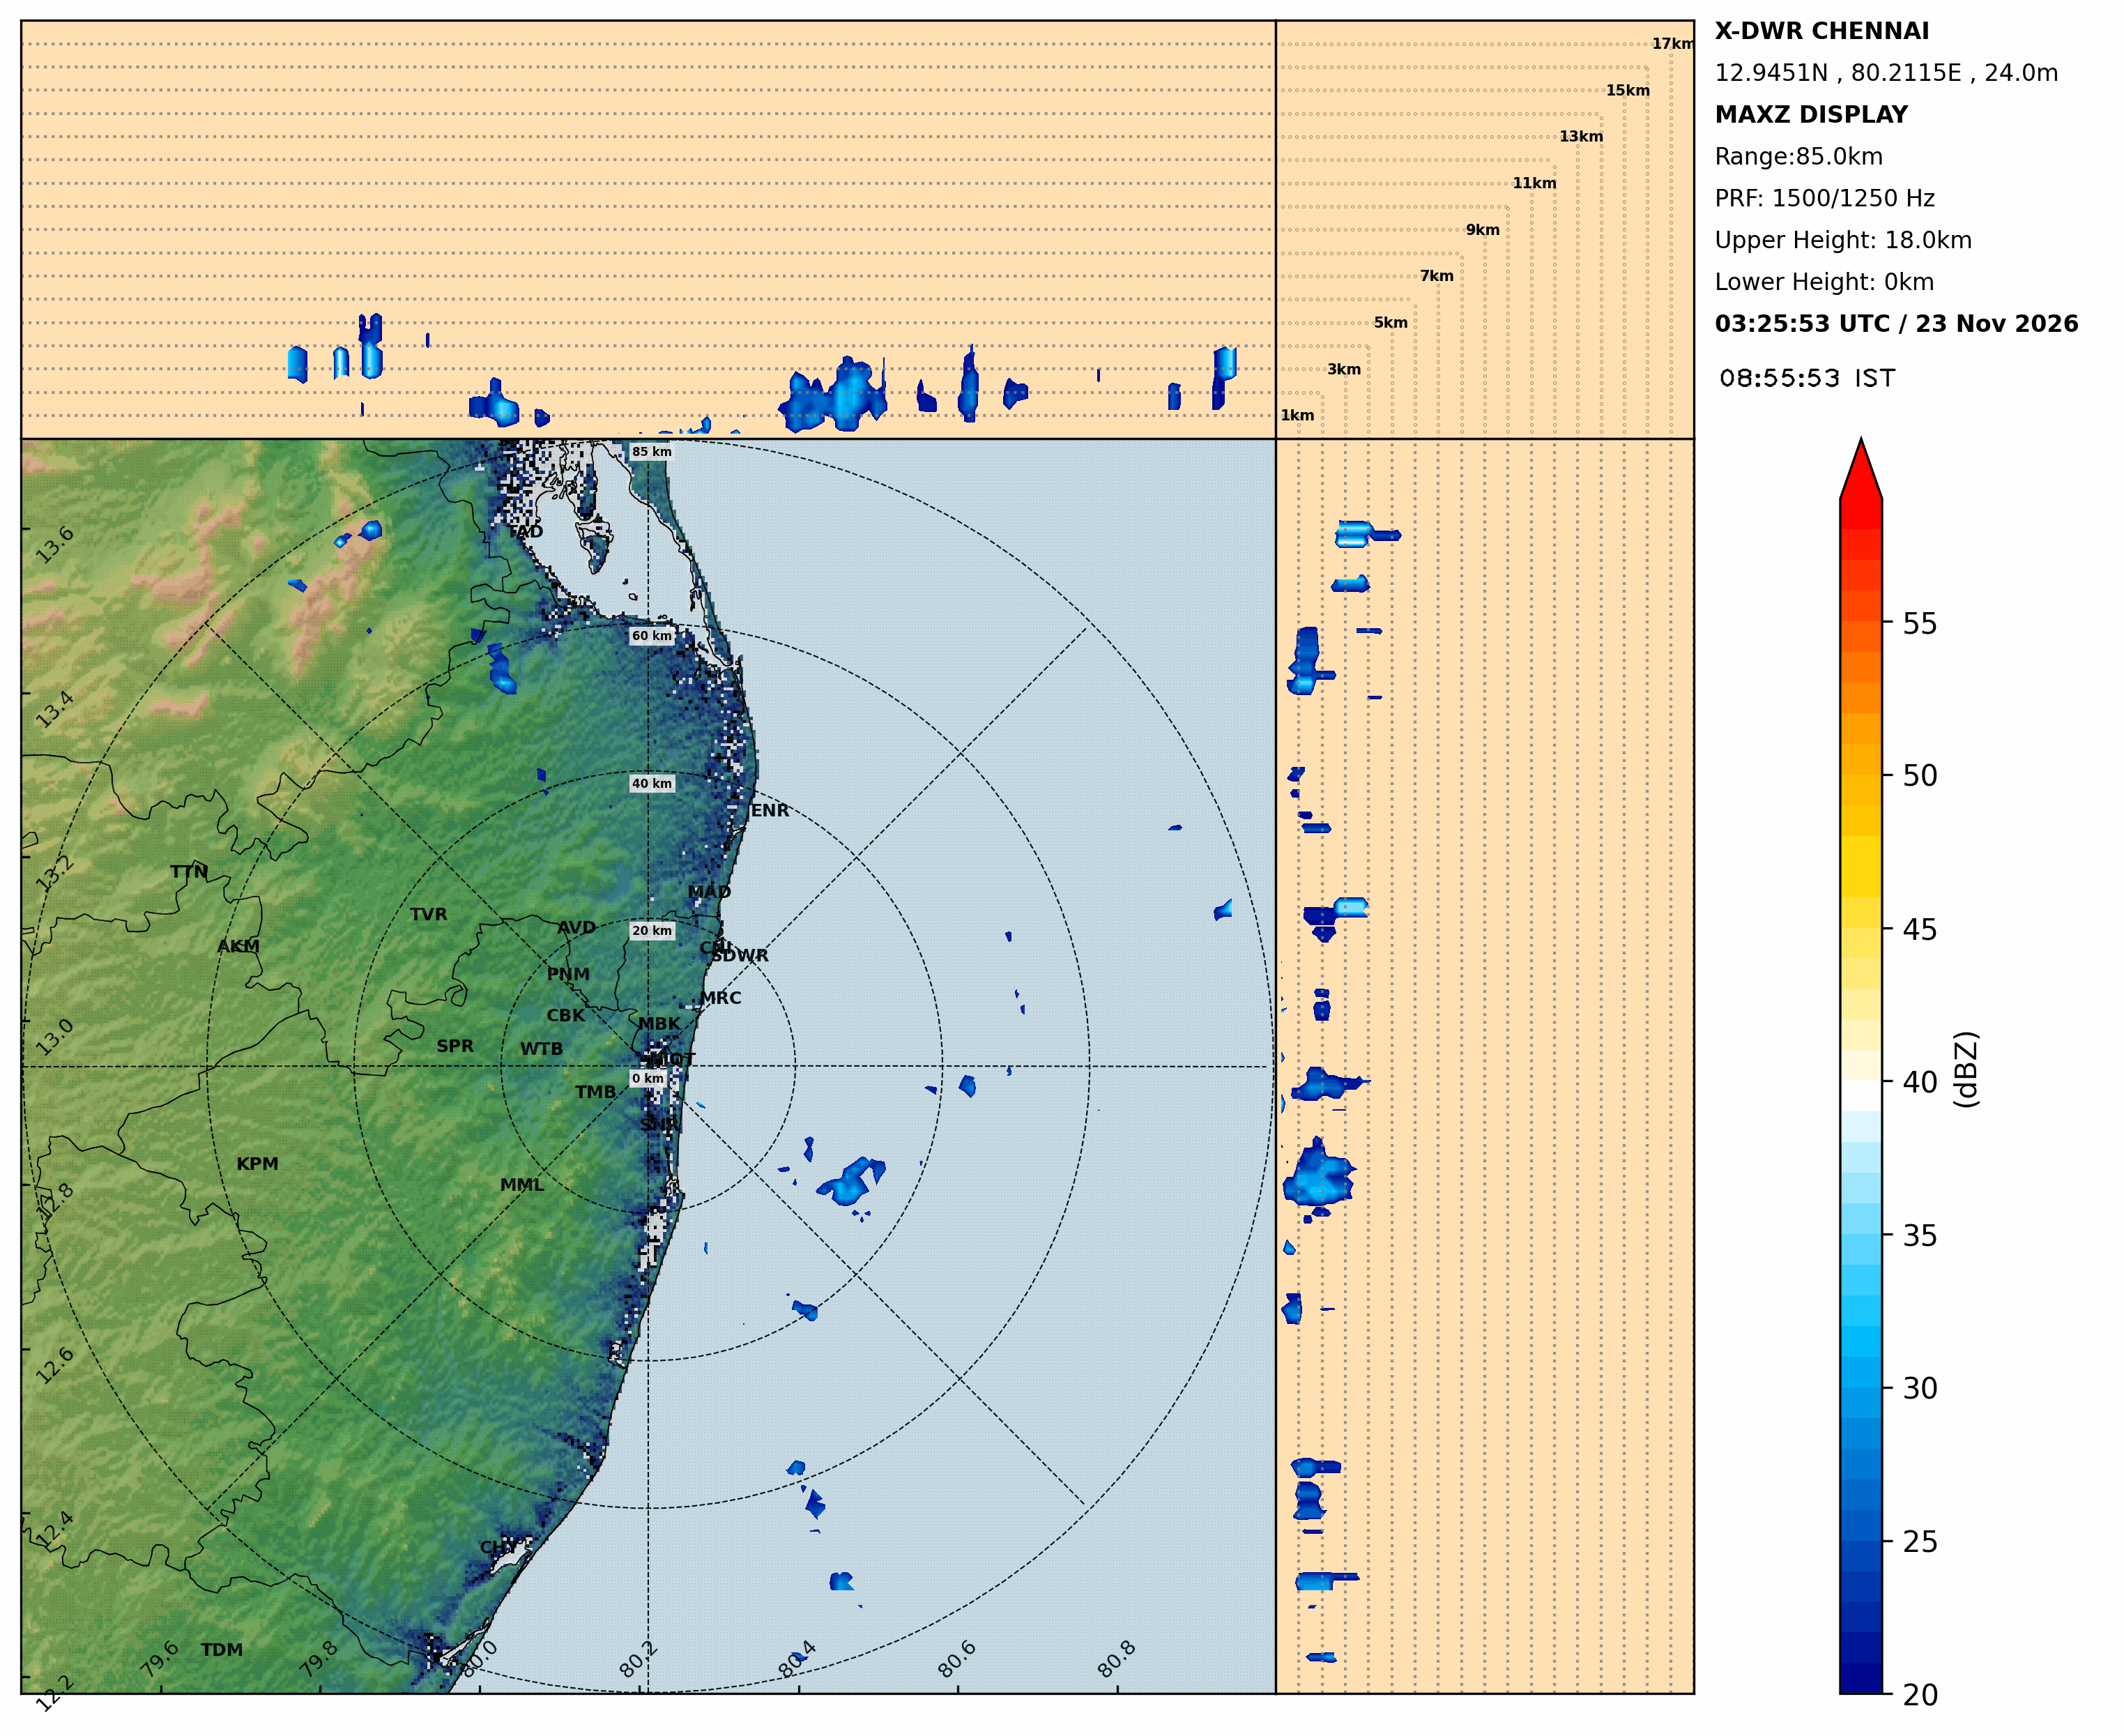 X-DWR CHENNAI
12.9451N , 80.2115E , 24.0m
MAXZ DISPLAY
Range:85.0km
PRF: 1500/1250 Hz
Upper Height: 18.0km
Lower Height: 0km
03:25:53 UTC / 23 Nov 2026
08:55:53 IST
17km
15km
13km
11km
9km
7km
5km
3km
1km
85 km
60 km
40 km
20 km
0 km
TAD
ENR
MAD
TTN
TVR
AVD
AKM
CNI
SDWR
PNM
MRC
CBK
MBK
SPR
WTB
MOT
TMB
SNR
KPM
MML
CHY
TDM
13.6
13.4
13.2
13.0
12.8
12.6
12.4
12.2
79.6
79.8
80.0
80.2
80.4
80.6
80.8
55
50
45
40
35
30
25
20
(dBZ)